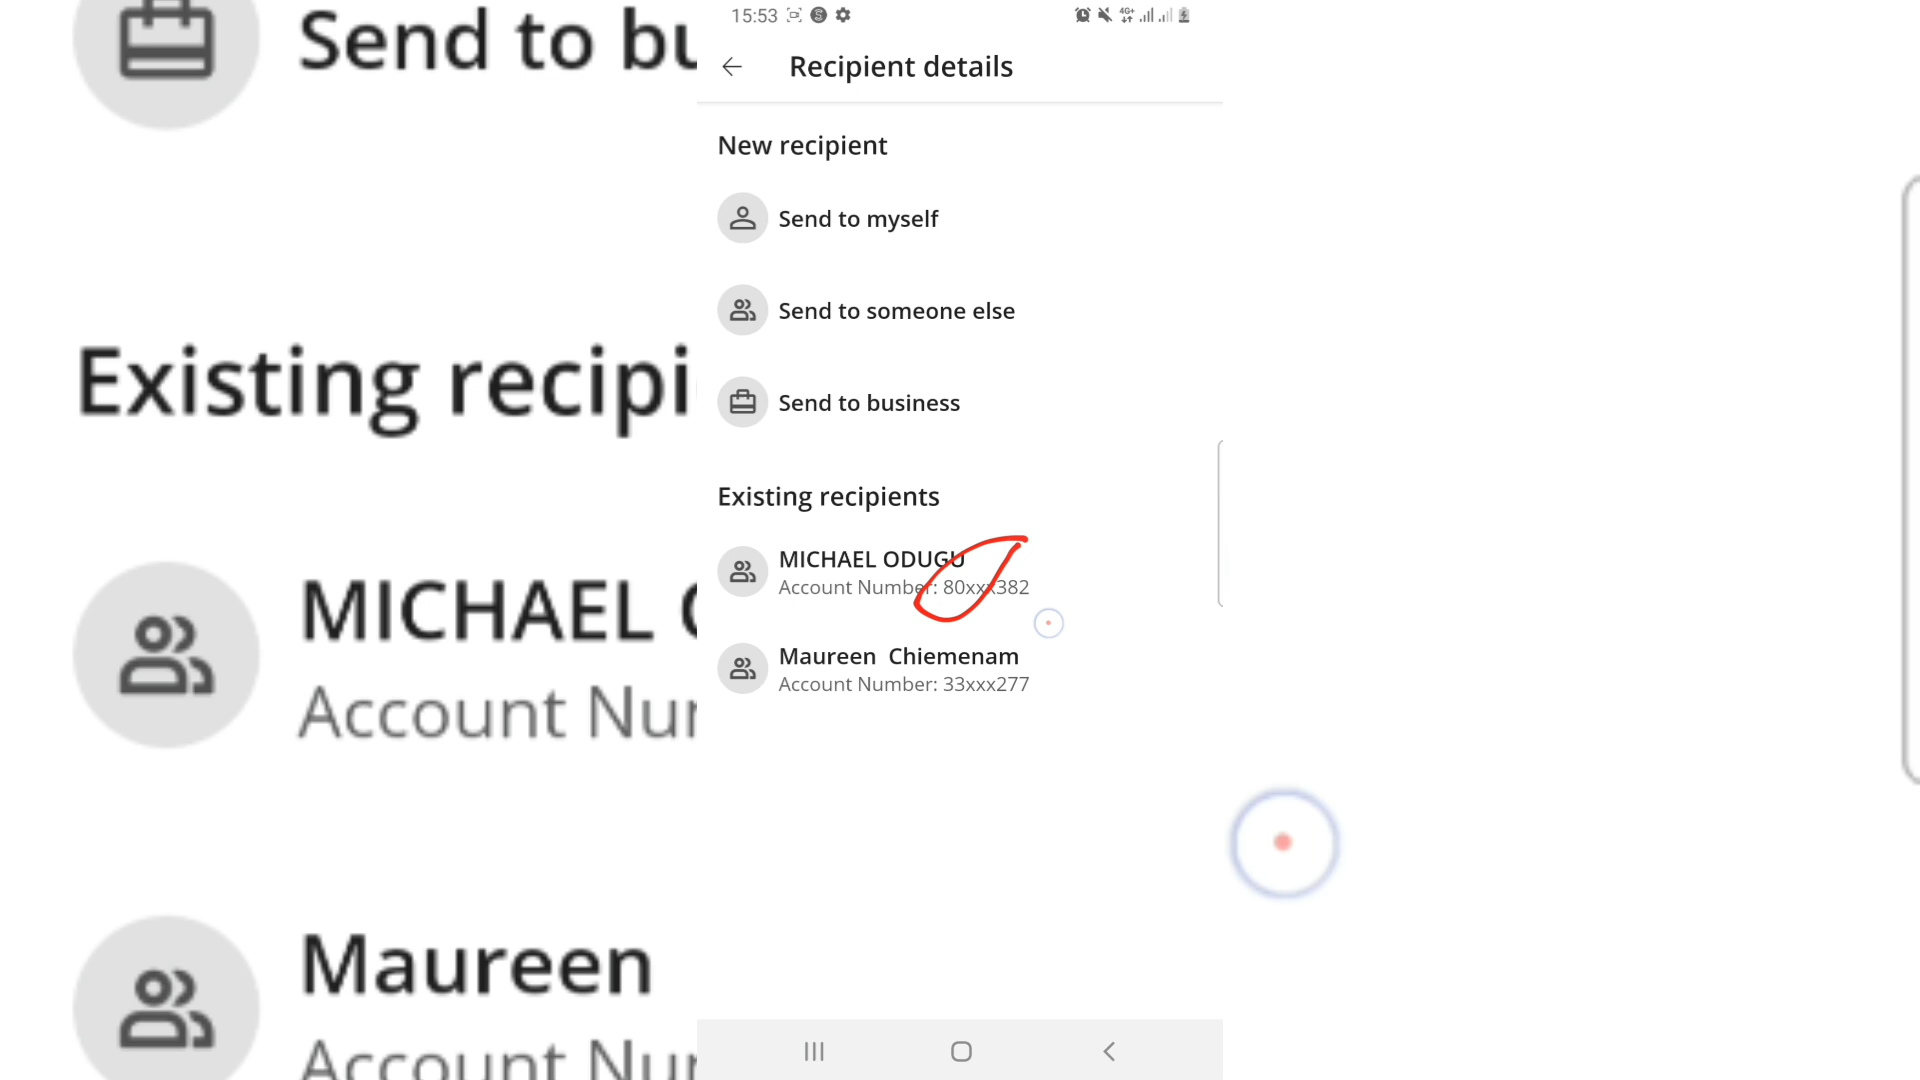 Send to bu
Existing recipi
MICHAEL
Account Nur
Maureen
Account Nur
15:53
4G+
Recipient details
New recipient
Send to myself
Send to someone else
Send to business
Existing recipients
MICHAEL ODUGU
Account Number: 80xxx382
Maureen  Chiemenam
Account Number: 33xxx277